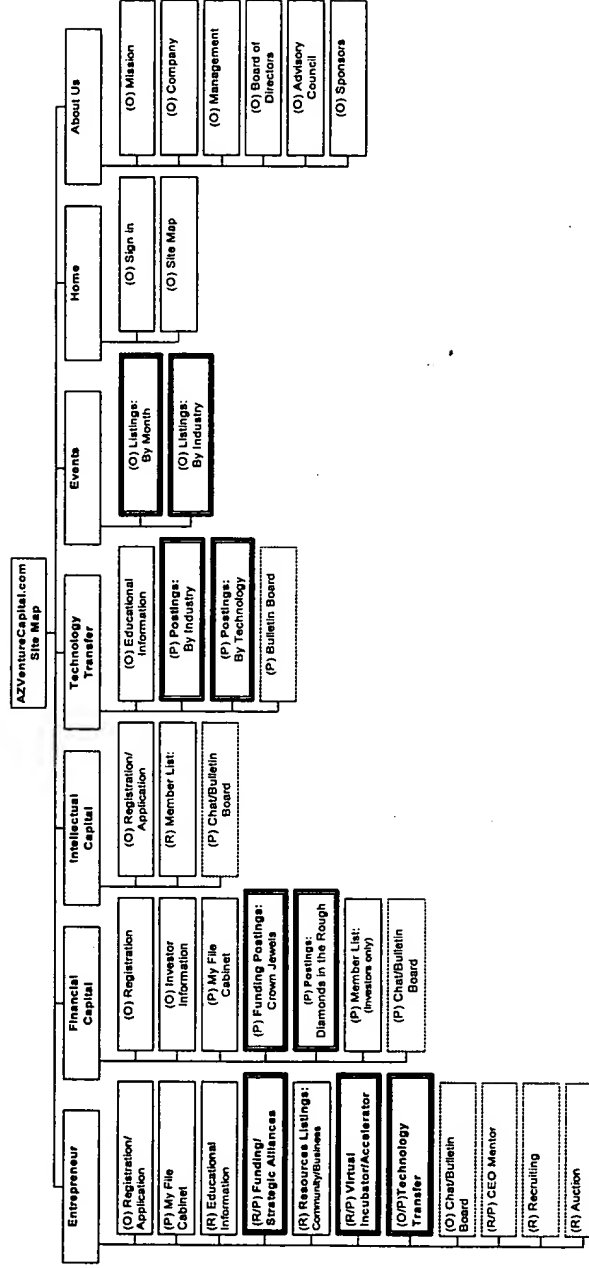 AZVentureCapital.com
Site Map
Entrepreneur
(O) Registration/
Application
(P) My File
Cabinet
(R) Educational
Information
(R/P) Funding/
Strategic Alliances
(R) Resources Listings:
Community/Business
(R/P) Virtual
Incubator/Accelerator
(O/P)Technology
Transfer
(O) Chat/Bulletin
Board
(R/P) CEO Mentor
(R) Recruiting
(R) Auction
Financial
Capital
(O) Registration
(O) Investor
Information
(P) My File
Cabinet
(P) Funding Postings:
Crown Jewels
(P) Postings:
Diamonds in the Rough
(P) Member List:
(Investors only)
(P) Chat/Bulletin
Board
Intellectual
Capital
(O) Registration/
Application
(R) Member List:
(P) Chat/Bulletin
Board
Technology
Transfer
(O) Educational
Information
(P) Postings:
By Industry
(P) Postings:
By Technology
(P) Bulletin Board
Events
(O) Listings:
By Month
(O) Listings:
By Industry
Home
(O) Sign In
(O) Site Map
About Us
(O) Mission
(O) Company
(O) Management
(O) Board of
Directors
(O) Advisory
Council
(O) Sponsors